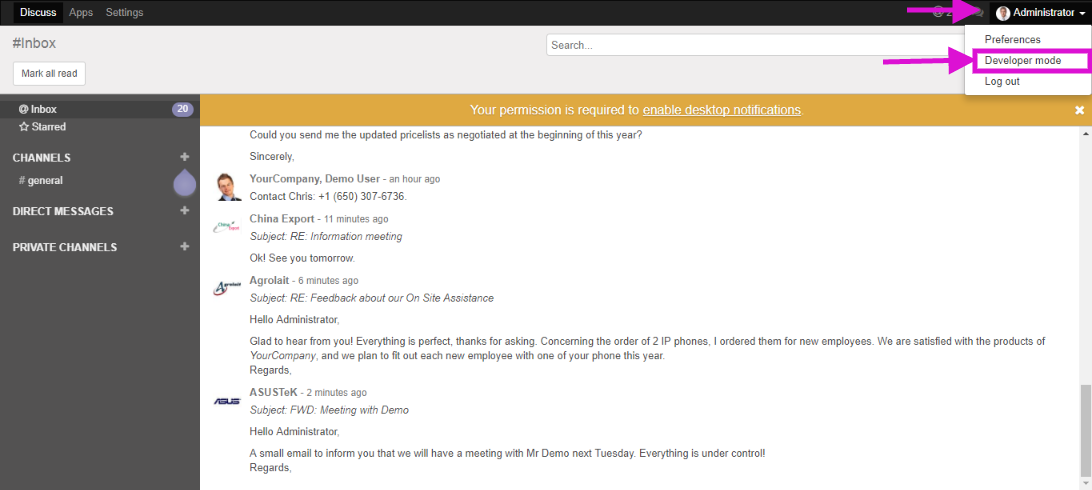 Discuss Apps Settings
@ 2
Administrator
Preferences
Developer mode
Log out
#Inbox
Search...
Mark all read
@ Inbox 20
Starred
CHANNELS +
# general
DIRECT MESSAGES +
PRIVATE CHANNELS +
Your permission is required to enable desktop notifications.
Could you send me the updated pricelists as negotiated at the beginning of this year?
Sincerely,
YourCompany, Demo User - an hour ago
Contact Chris: +1 (650) 307-6736.
China Export - 11 minutes ago
Subject: RE: Information meeting
Ok! See you tomorrow.
Agrolait - 6 minutes ago
Subject: RE: Feedback about our On Site Assistance
Hello Administrator,
Glad to hear from you! Everything is perfect, thanks for asking. Concerning the order of 2 IP phones, I ordered them for new employees. We are satisfied with the products of
YourCompany, and we plan to fit out each new employee with one of your phone this year.
Regards,
ASUSTeK - 2 minutes ago
ASUS
Subject: FWD: Meeting with Demo
Hello Administrator,
A small email to inform you that we will have a meeting with Mr Demo next Tuesday. Everything is under control!
Regards,